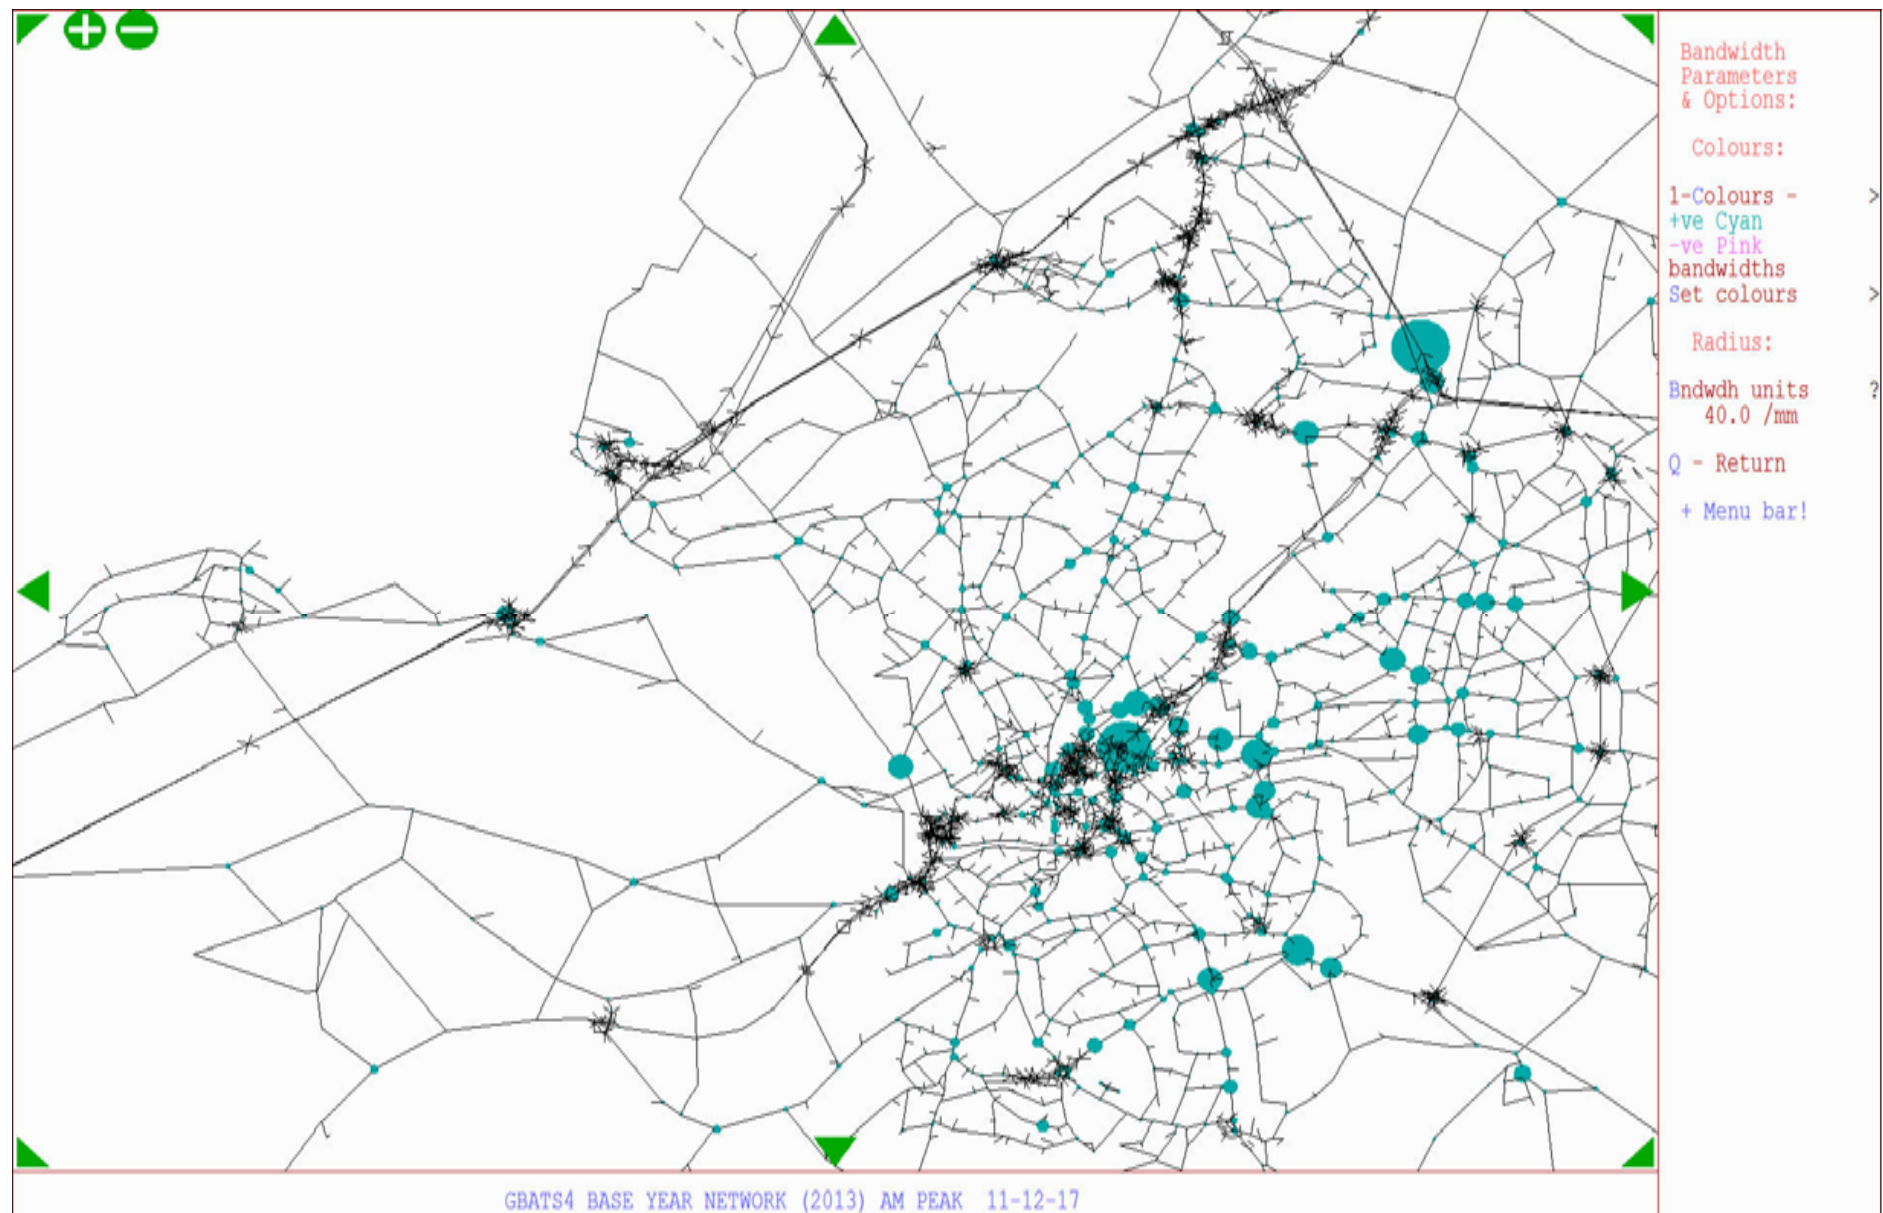 Bandwidth
Parameters
& Options:
Colours:
1-Colours - >
+ve Cyan
-ve Pink
bandwidths
Set colours >
Radius:
Bndwdh units ?
40.0 /mm
Q - Return
+ Menu bar!
GBATS4 BASE YEAR NETWORK (2013) AM PEAK 11-12-17